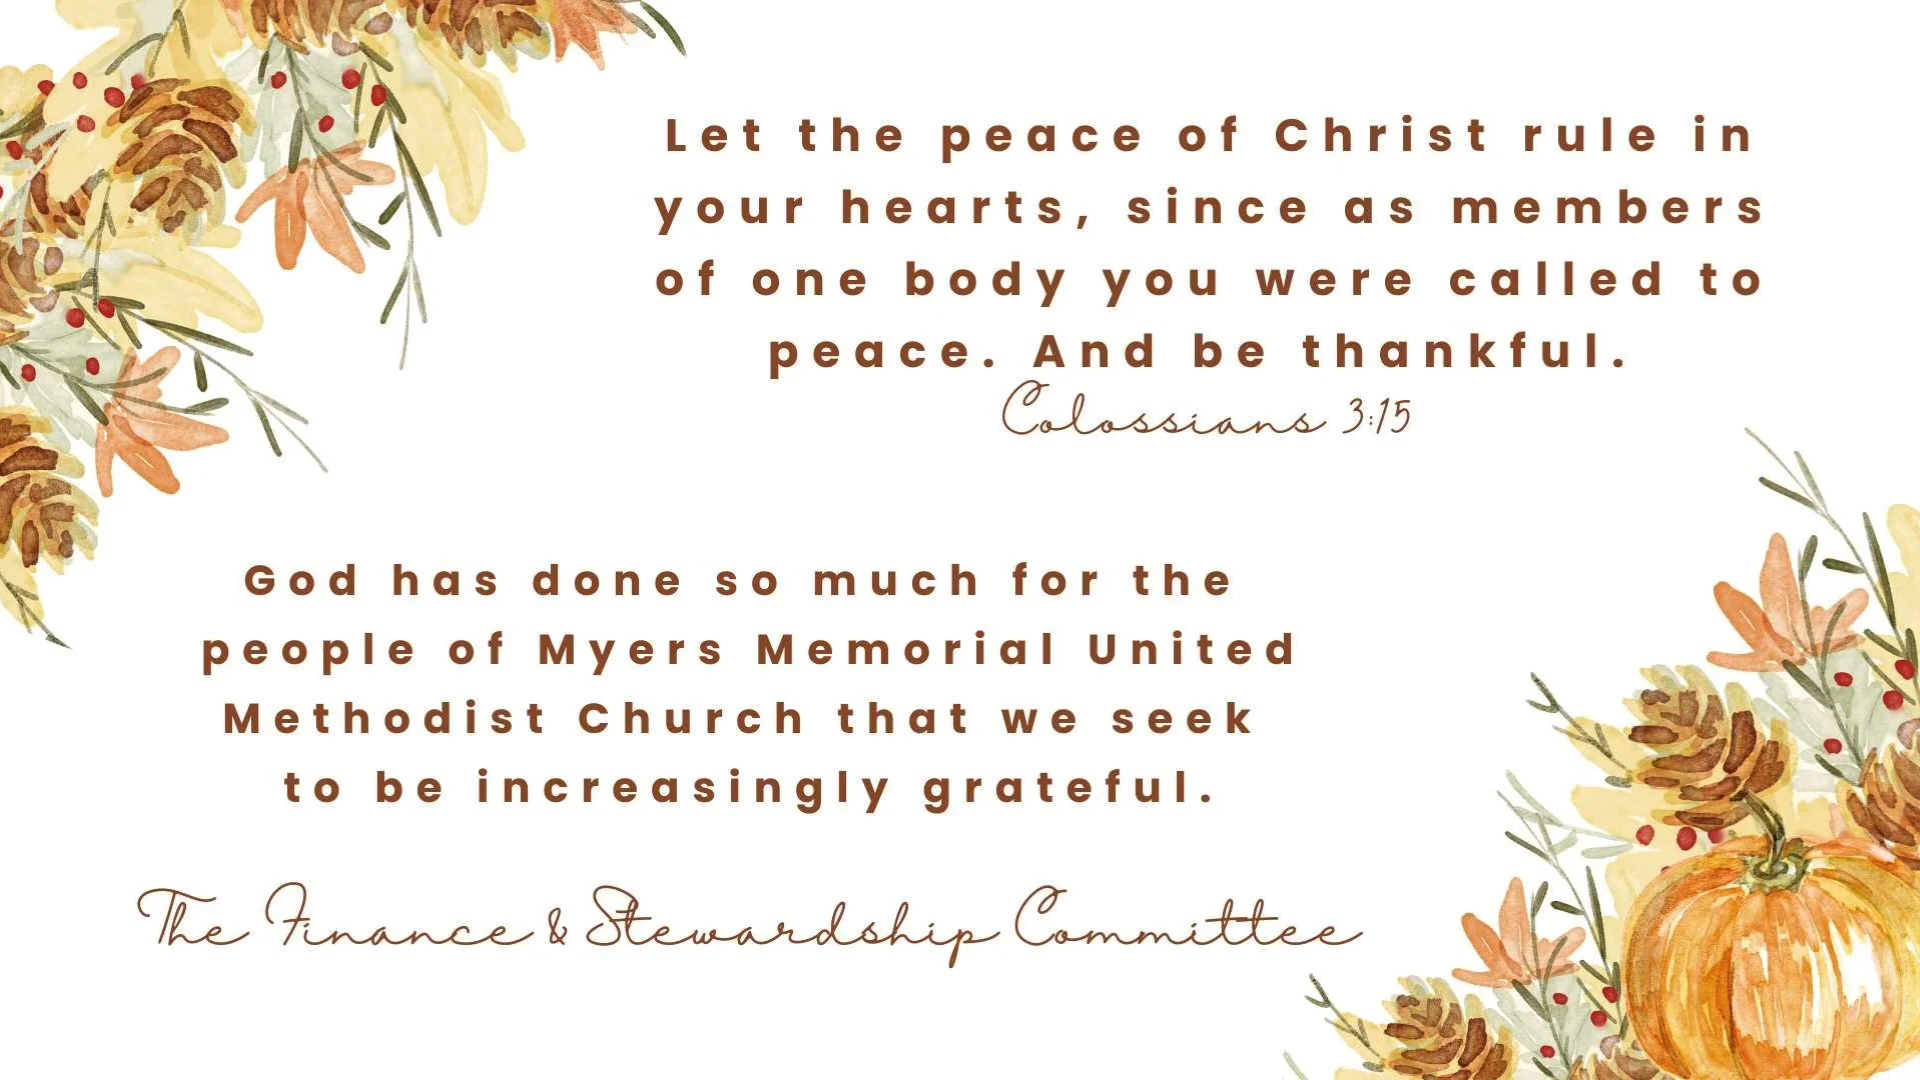 Let the peace of Christ rule in
your hearts, since as members
of one body you were called to
peace. And be thankful.
Colossians 3:15
God has done so much for the
people of Myers Memorial United
Methodist Church that we seek
to be increasingly grateful.
The Finance & Stewardship Committee